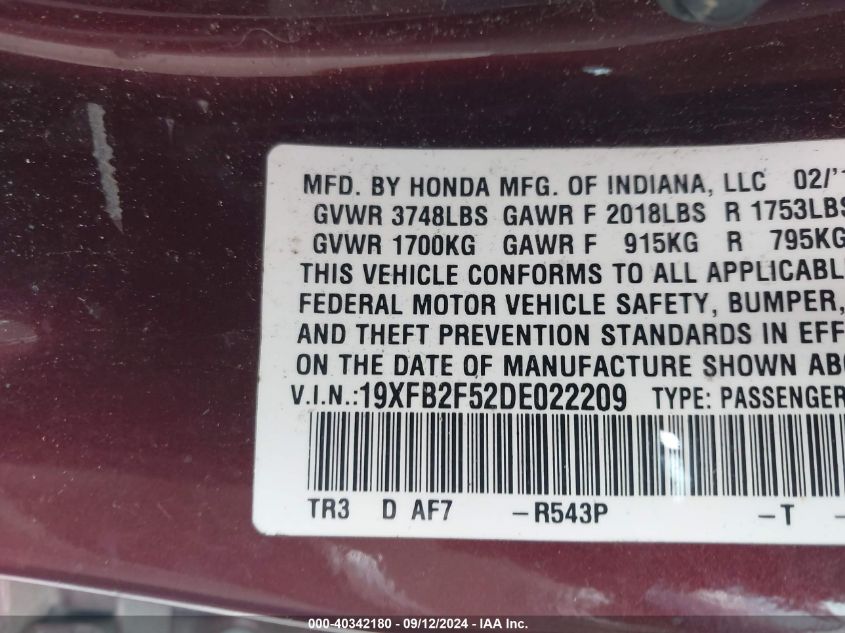 MFD. BY HONDA MFG. OF INDIANA, LLC 02/'1
GVWR 3748LBS GAWR F 2018LBS R 1753LBS
GVWR 1700KG GAWR F 915KG R 795KG
THIS VEHICLE CONFORMS TO ALL APPLICABL
FEDERAL MOTOR VEHICLE SAFETY, BUMPER,
AND THEFT PREVENTION STANDARDS IN EFF
ON THE DATE OF MANUFACTURE SHOWN ABO
V.I.N.:19XFB2F52DE022209 TYPE: PASSENGER
TR3 D AF7 -R543P -T -
000-40342180 - 09/12/2024 - IAA Inc.